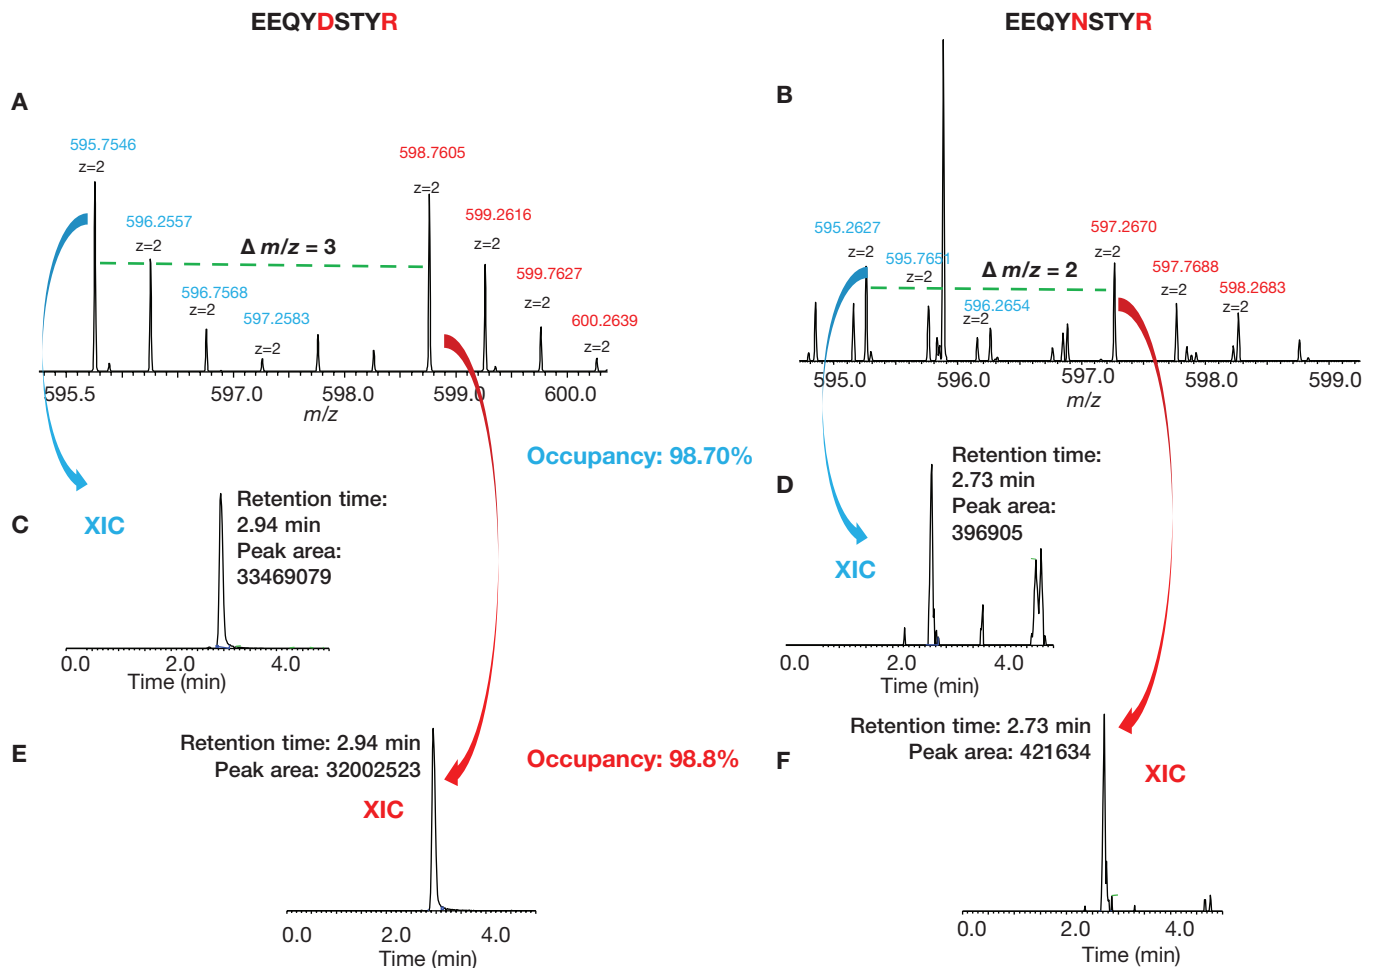 EEQYDSTYR
EEQYNSTYR
A
595.7546
z=2
596.2557
z=2
596.7568
z=2
597.2583
z=2
Δ m/z = 3
598.7605
z=2
599.2616
z=2
599.7627
z=2
600.2639
z=2
595.5 597.0 598.0 599.0 600.0
m/z
B
595.2627
z=2
595.7651
z=2
596.2654
z=2
Δ m/z = 2
597.2670
z=2
597.7688
z=2
598.2683
z=2
595.0 596.0 597.0 598.0 599.0
m/z
Occupancy: 98.70%
C
XIC
Retention time:
2.94 min
Peak area:
33469079
0.0 2.0 4.0
Time (min)
D
XIC
Retention time:
2.73 min
Peak area:
396905
0.0 2.0 4.0
Time (min)
E
Retention time: 2.94 min
Peak area: 32002523
XIC
0.0 2.0 4.0
Time (min)
Occupancy: 98.8%
F
Retention time: 2.73 min
Peak area: 421634
XIC
0.0 2.0 4.0
Time (min)